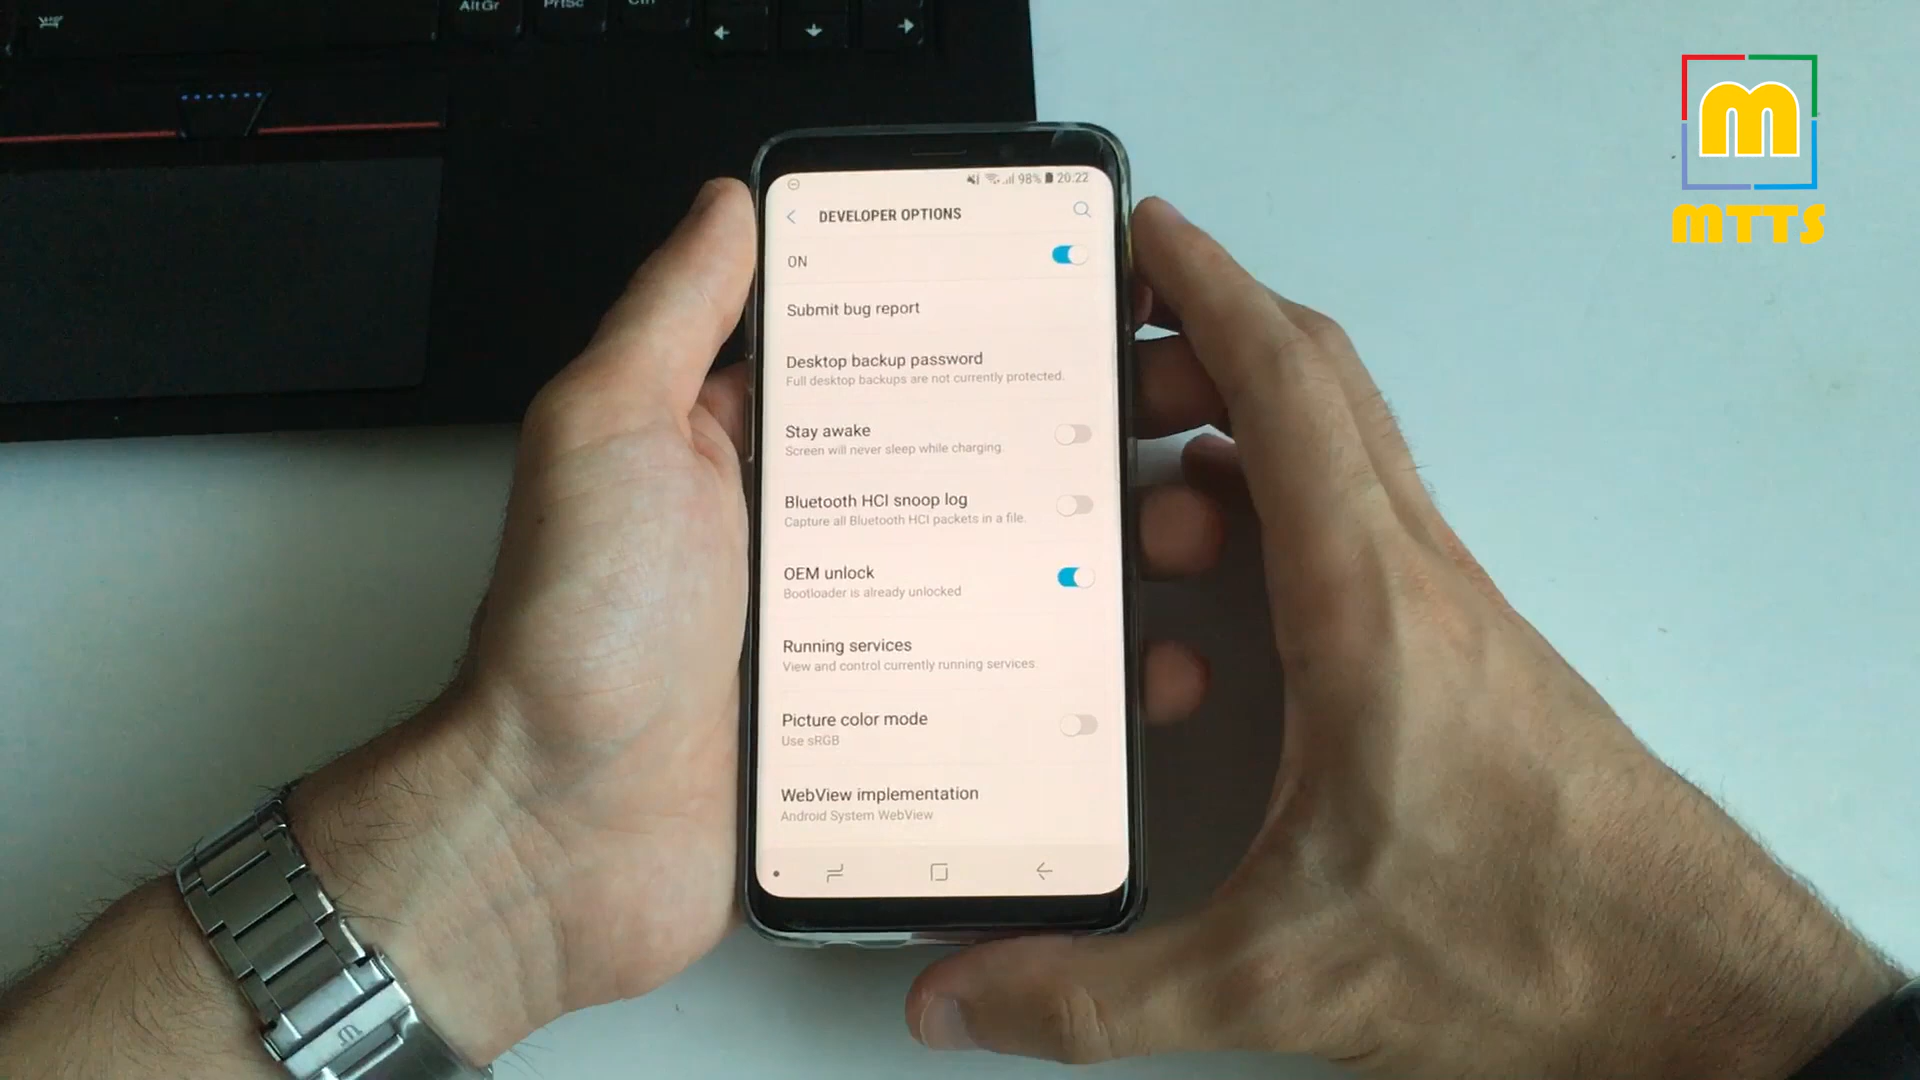 AltGr
PrtSc
Ctrl
M
MTTS
98% 20:22
DEVELOPER OPTIONS
ON
Submit bug report
Desktop backup password
Full desktop backups are not currently protected.
Stay awake
Screen will never sleep while charging.
Bluetooth HCI snoop log
Capture all Bluetooth HCI packets in a file.
OEM unlock
Bootloader is already unlocked
Running services
View and control currently running services.
Picture color mode
Use sRGB
WebView implementation
Android System WebView